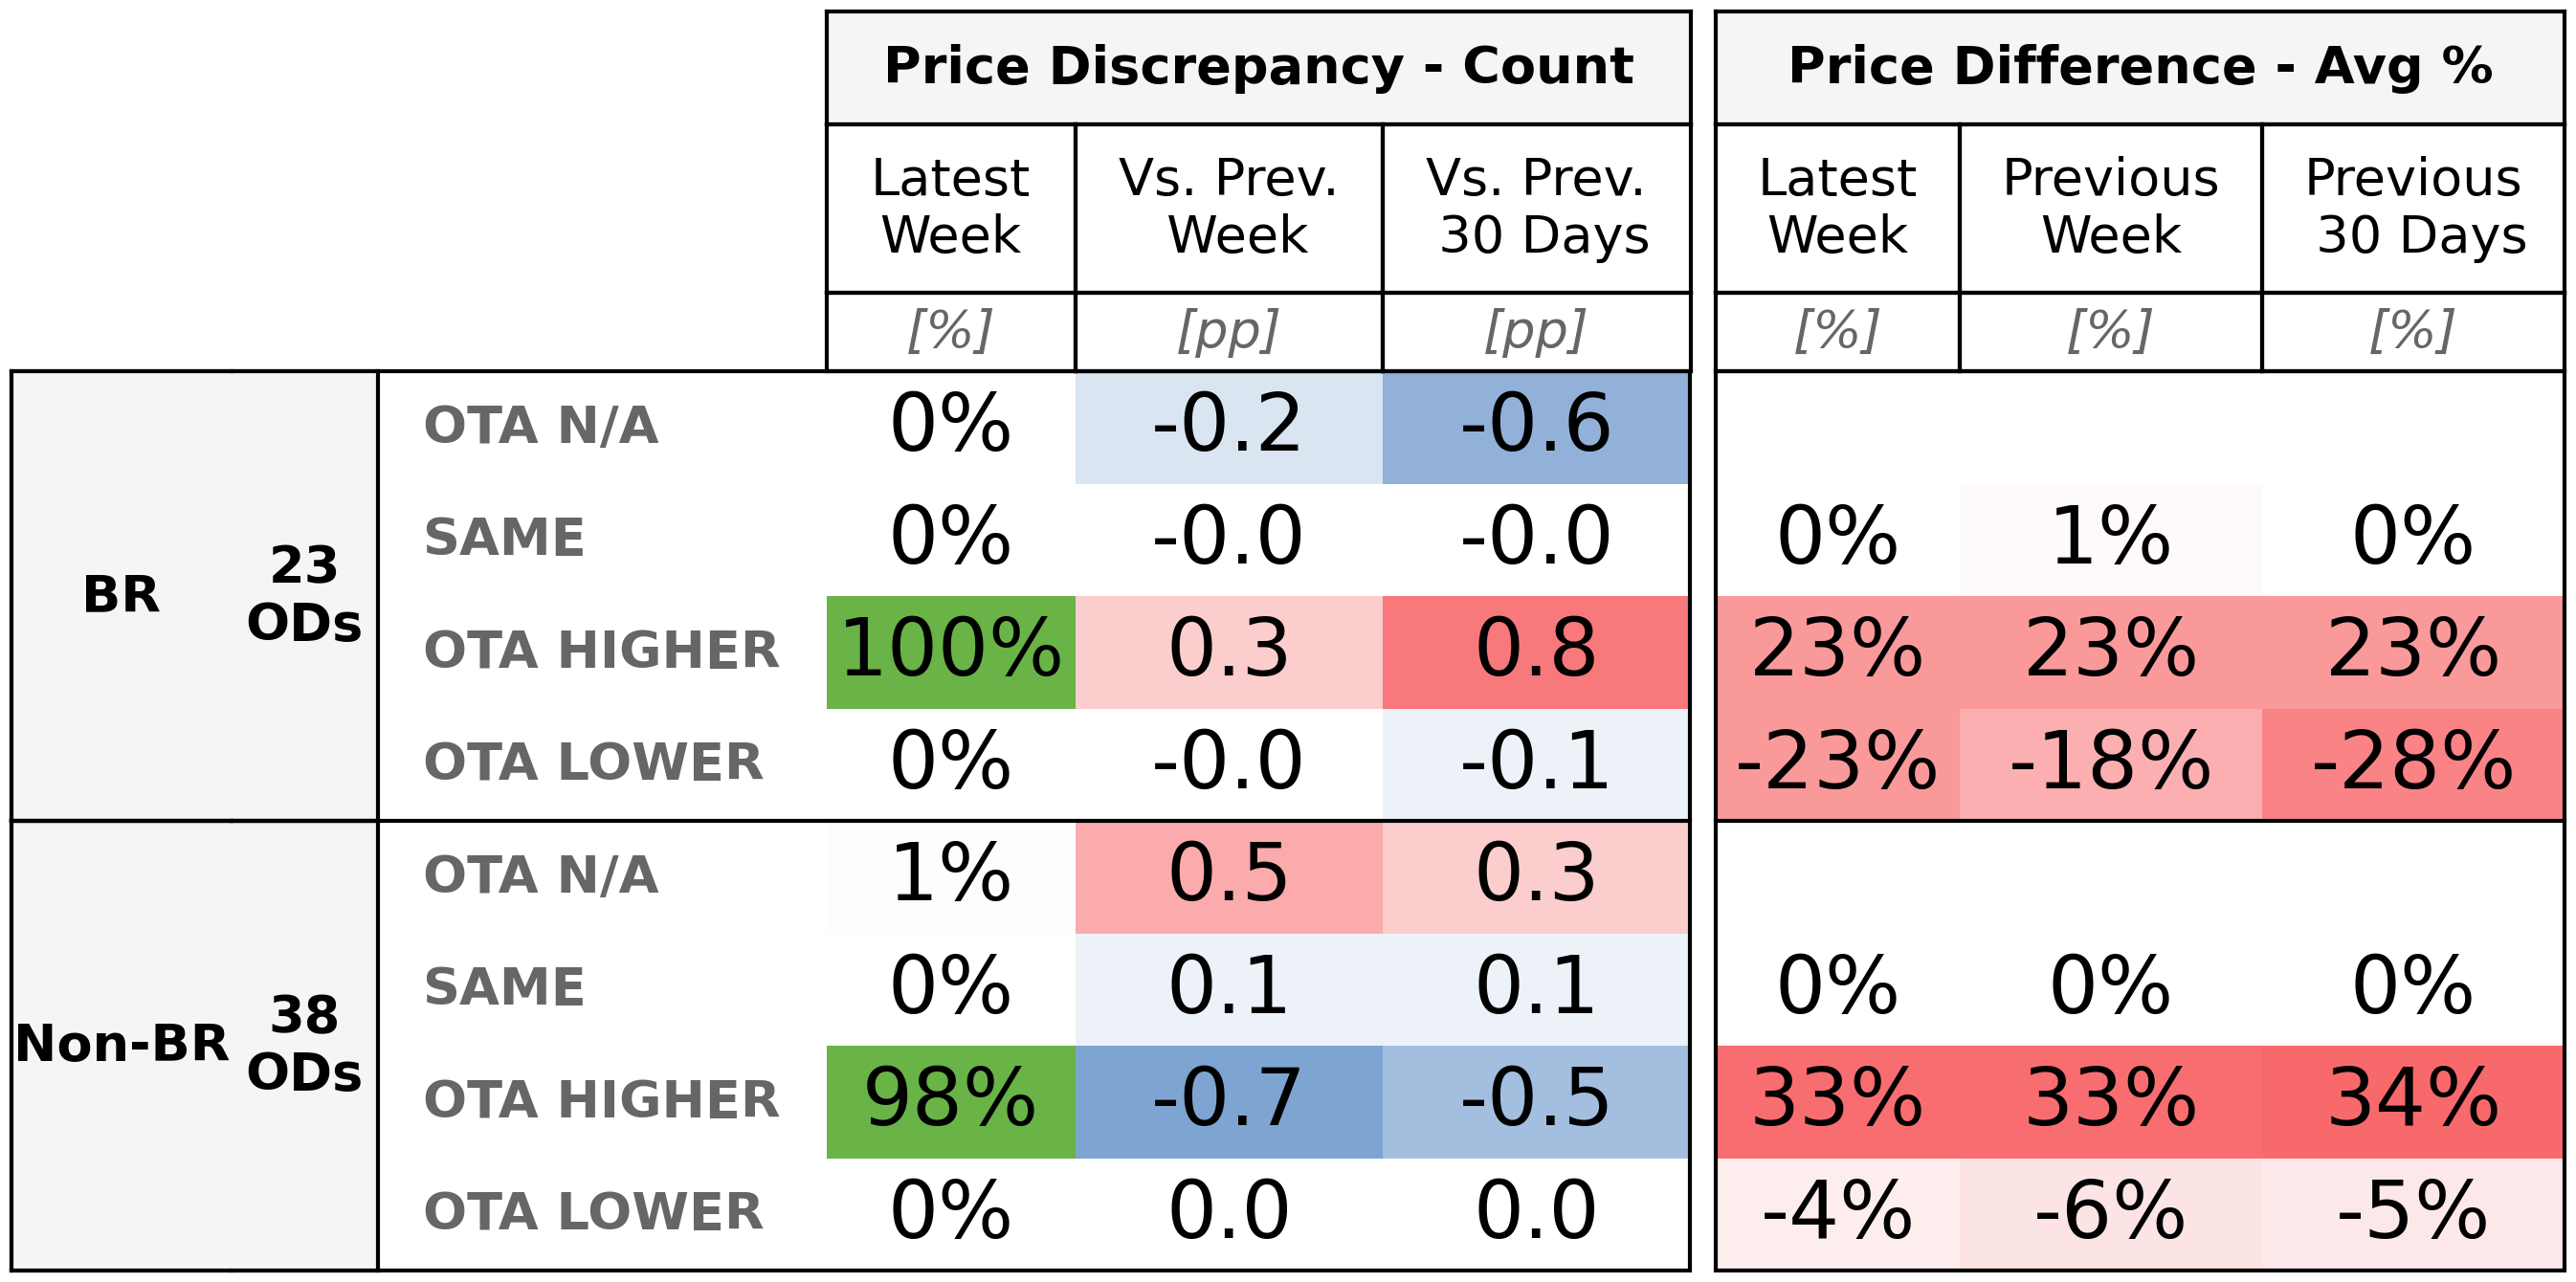 Price Discrepancy - Count Price Difference - Avg %
Latest Week Vs. Prev. Week Vs. Prev. 30 Days Latest Week Previous Week Previous 30 Days
[%] [pp] [pp] [%] [%] [%]
BR 23 ODs
OTA N/A 0% -0.2 -0.6
SAME 0% -0.0 -0.0 0% 1% 0%
OTA HIGHER 100% 0.3 0.8 23% 23% 23%
OTA LOWER 0% -0.0 -0.1 -23% -18% -28%
Non-BR 38 ODs
OTA N/A 1% 0.5 0.3
SAME 0% 0.1 0.1 0% 0% 0%
OTA HIGHER 98% -0.7 -0.5 33% 33% 34%
OTA LOWER 0% 0.0 0.0 -4% -6% -5%